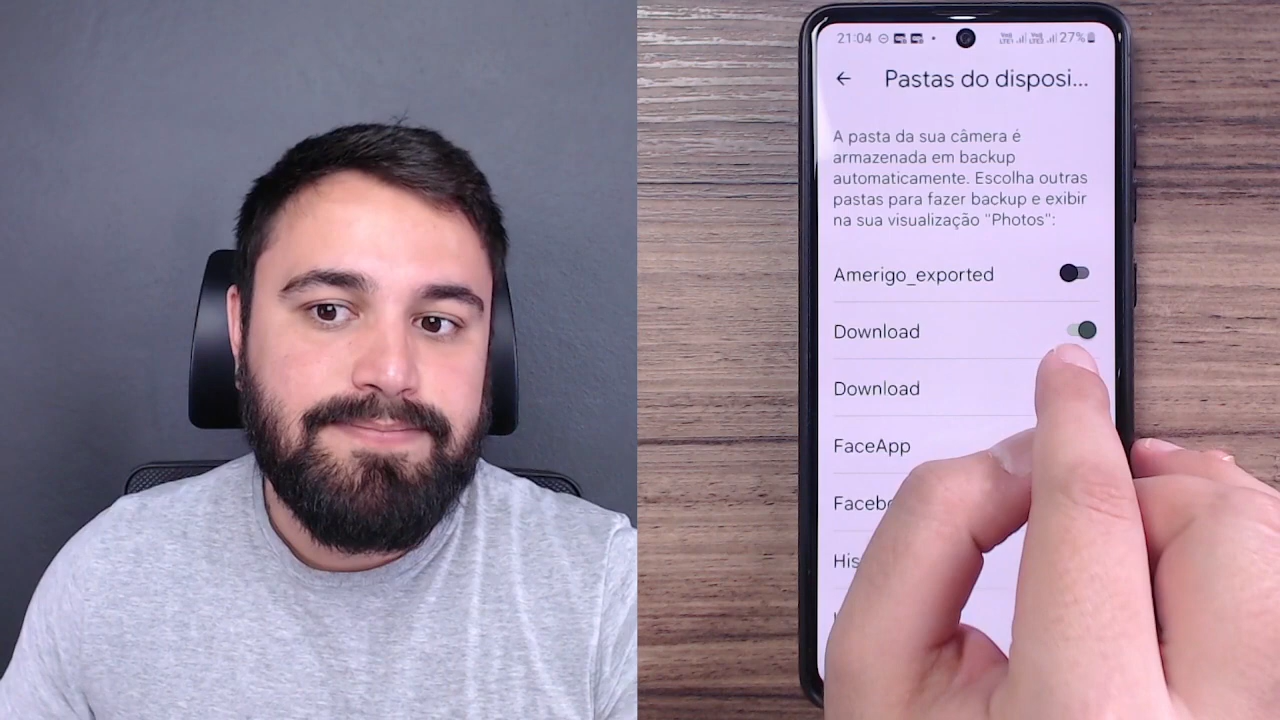 21:04
27%
Pastas do disposi...
A pasta da sua câmera é
armazenada em backup
automaticamente. Escolha outras
pastas para fazer backup e exibir
na sua visualização "Photos":
Amerigo_exported
Download
Download
FaceApp